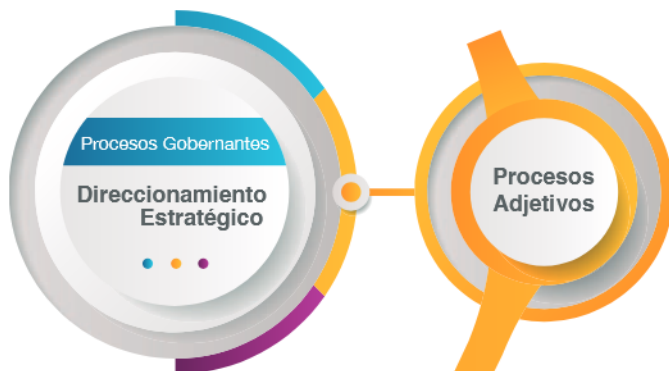 Procesos Gobernantes
Direccionamiento
Estratégico
Procesos
Adjetivos